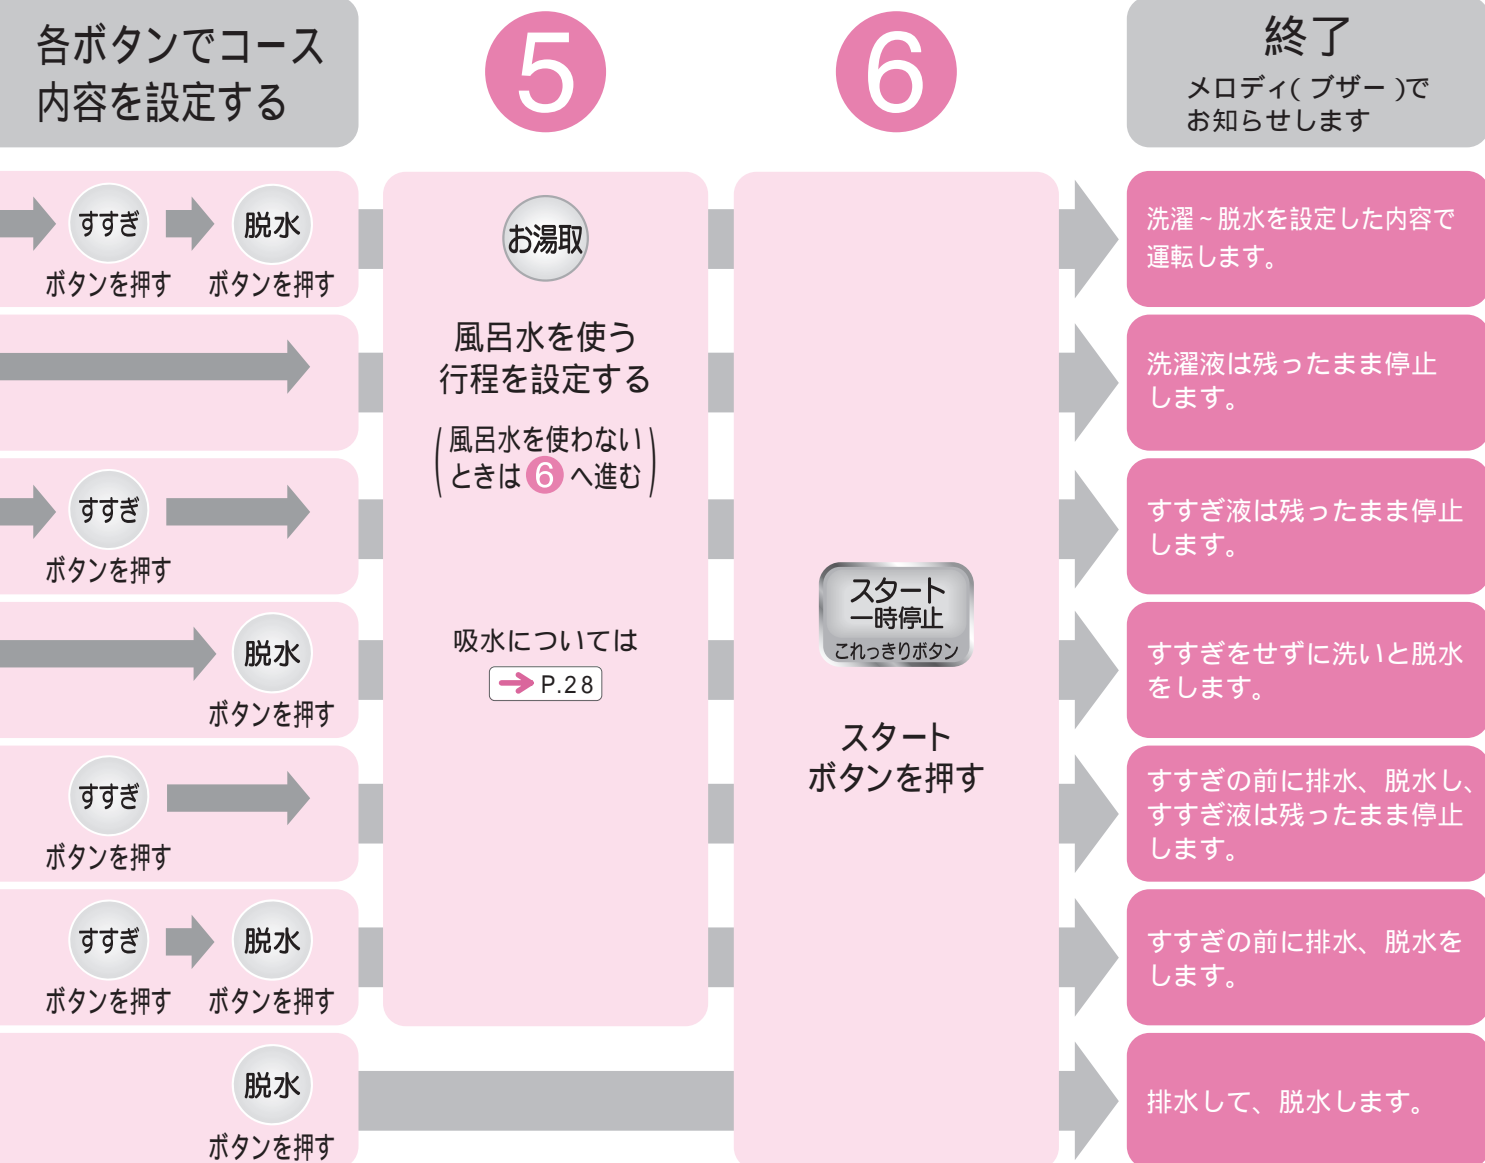 各ボタンでコース
内容を設定する
5
6
終了
メロディ(ブザー)で
お知らせします
すすぎ
ボタンを押す
脱水
ボタンを押す
すすぎ
ボタンを押す
脱水
ボタンを押す
すすぎ
ボタンを押す
すすぎ
ボタンを押す
脱水
ボタンを押す
脱水
ボタンを押す
お湯取
風呂水を使う
行程を設定する
(風呂水を使わない
ときは6へ進む)
吸水については
P.28
スタート
一時停止
これっきりボタン
スタート
ボタンを押す
洗濯~脱水を設定した内容で
運転します。
洗濯液は残ったまま停止
します。
すすぎ液は残ったまま停止
します。
すすぎをせずに洗いと脱水
をします。
すすぎの前に排水、脱水し、
すすぎ液は残ったまま停止
します。
すすぎの前に排水、脱水を
します。
排水して、脱水します。